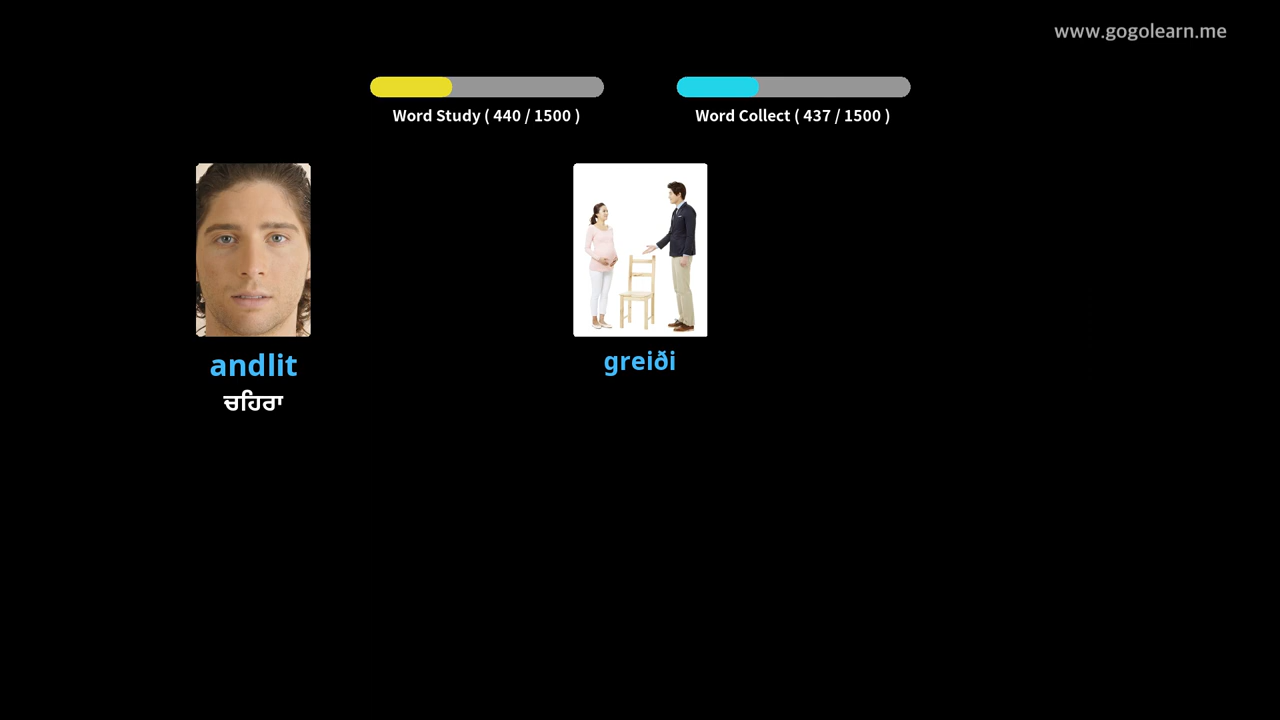 www.gogolearn.me
Word Study ( 440 / 1500 )
Word Collect ( 437 / 1500 )
andlit
ਚਹਿਰਾ
greiði